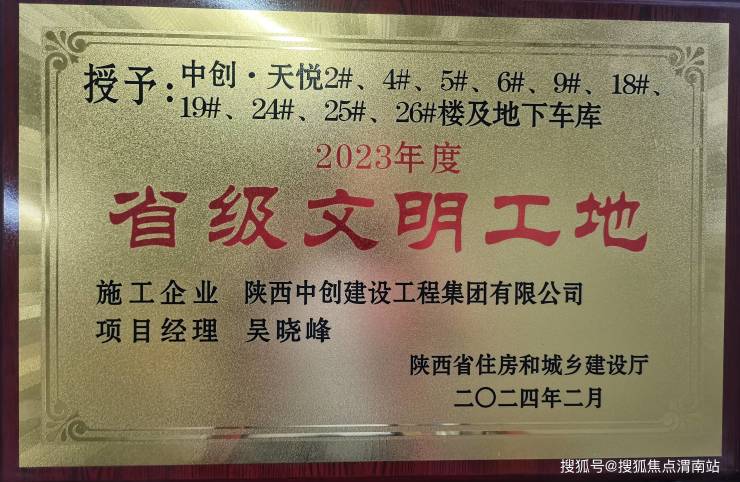 授予:中创·天悦2#、4#、5#、6#、9#、18#、
19#、24#、25#、26#楼及地下车库
2023年度
省级文明工地
施工企业 陕西中创建设工程集团有限公司
项目经理 吴晓峰
陕西省住房和城乡建设厅
二〇二四年二月
搜狐号@搜狐焦点渭南站